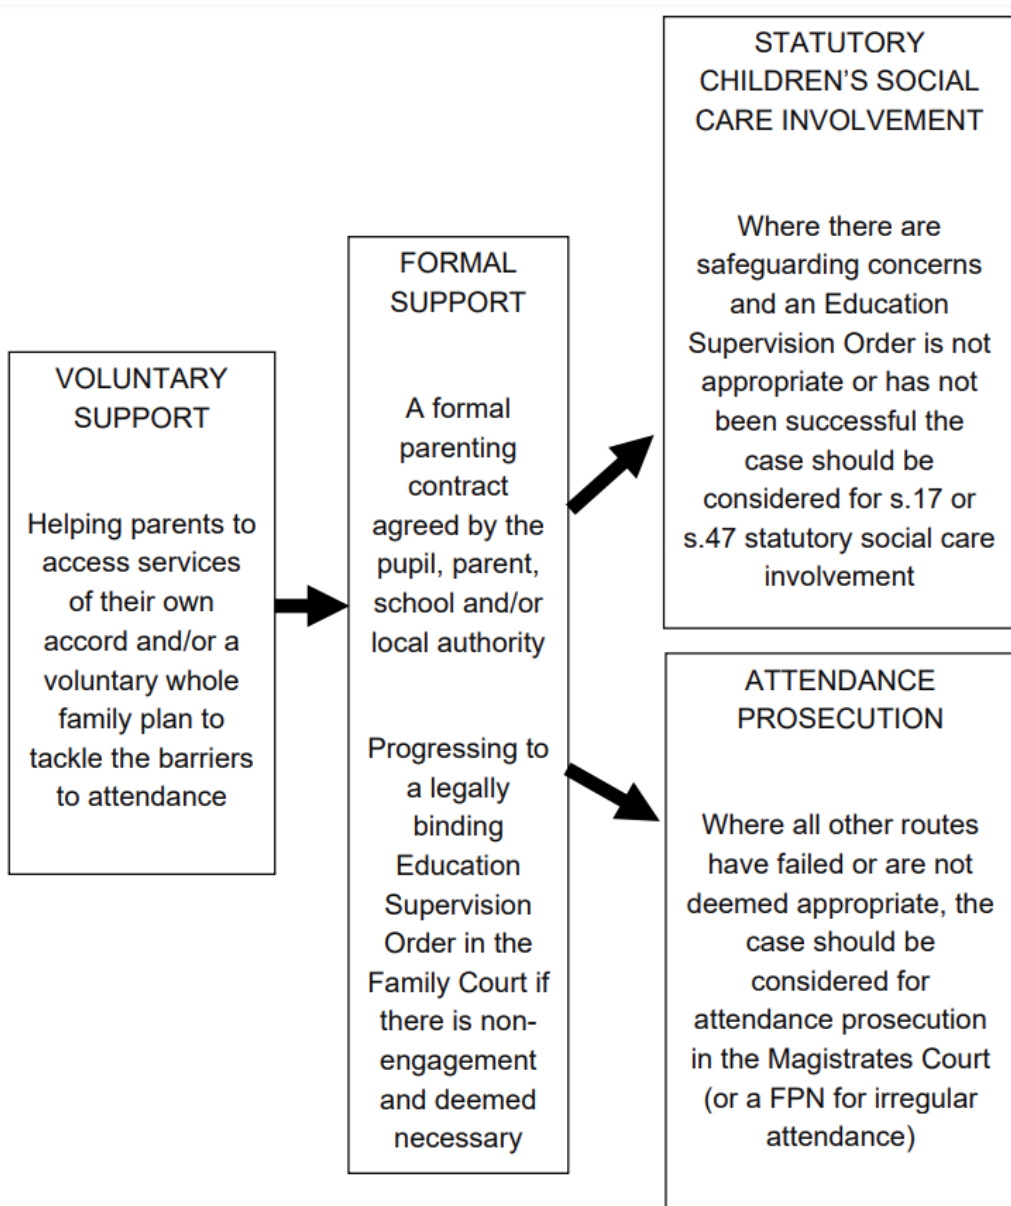 VOLUNTARY
SUPPORT
Helping parents to
access services
of their own
accord and/or a
voluntary whole
family plan to
tackle the barriers
to attendance
FORMAL
SUPPORT
A formal
parenting
contract
agreed by the
pupil, parent,
school and/or
local authority
Progressing to
a legally
binding
Education
Supervision
Order in the
Family Court if
there is non-
engagement
and deemed
necessary
STATUTORY
CHILDREN’S SOCIAL
CARE INVOLVEMENT
Where there are
safeguarding concerns
and an Education
Supervision Order is not
appropriate or has not
been successful the
case should be
considered for s.17 or
s.47 statutory social care
involvement
ATTENDANCE
PROSECUTION
Where all other routes
have failed or are not
deemed appropriate, the
case should be
considered for
attendance prosecution
in the Magistrates Court
(or a FPN for irregular
attendance)